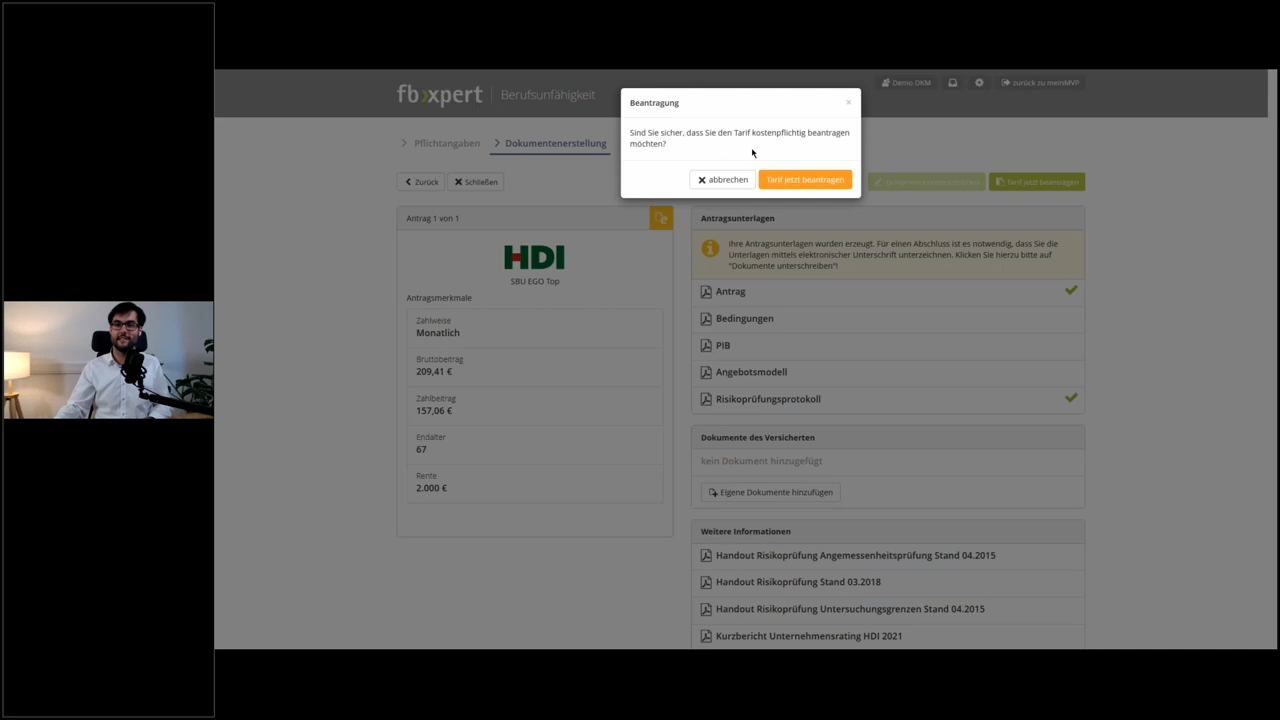 fb xpert
Berufsunfähigkeit
Demo DKM
zurück zu meinMVP
Beantragung
×
Sind Sie sicher, dass Sie den Tarif kostenpflichtig beantragen
möchten?
abbrechen
Tarif jetzt beantragen
Pflichtangaben
Dokumentenerstellung
Zurück
Schließen
Tarif jetzt beantragen
Antrag 1 von 1
HDI
SBU EGO Top
Antragsmerkmale
Zahlweise
Monatlich
Bruttobeitrag
209,41 €
Zahlbeitrag
157,06 €
Endalter
67
Rente
2.000 €
Antragsunterlagen
Ihre Antragsunterlagen wurden erzeugt. Für einen Abschluss ist es notwendig, dass Sie die
Unterlagen mittels elektronischer Unterschrift unterzeichnen. Klicken Sie hierzu bitte auf
"Dokumente unterschreiben"!
Antrag
Bedingungen
PIB
Angebotsmodell
Risikoprüfungsprotokoll
Dokumente des Versicherten
kein Dokument hinzugefügt
Eigene Dokumente hinzufügen
Weitere Informationen
Handout Risikoprüfung Angemessenheitsprüfung Stand 04.2015
Handout Risikoprüfung Stand 03.2018
Handout Risikoprüfung Untersuchungsgrenzen Stand 04.2015
Kurzbericht Unternehmensrating HDI 2021